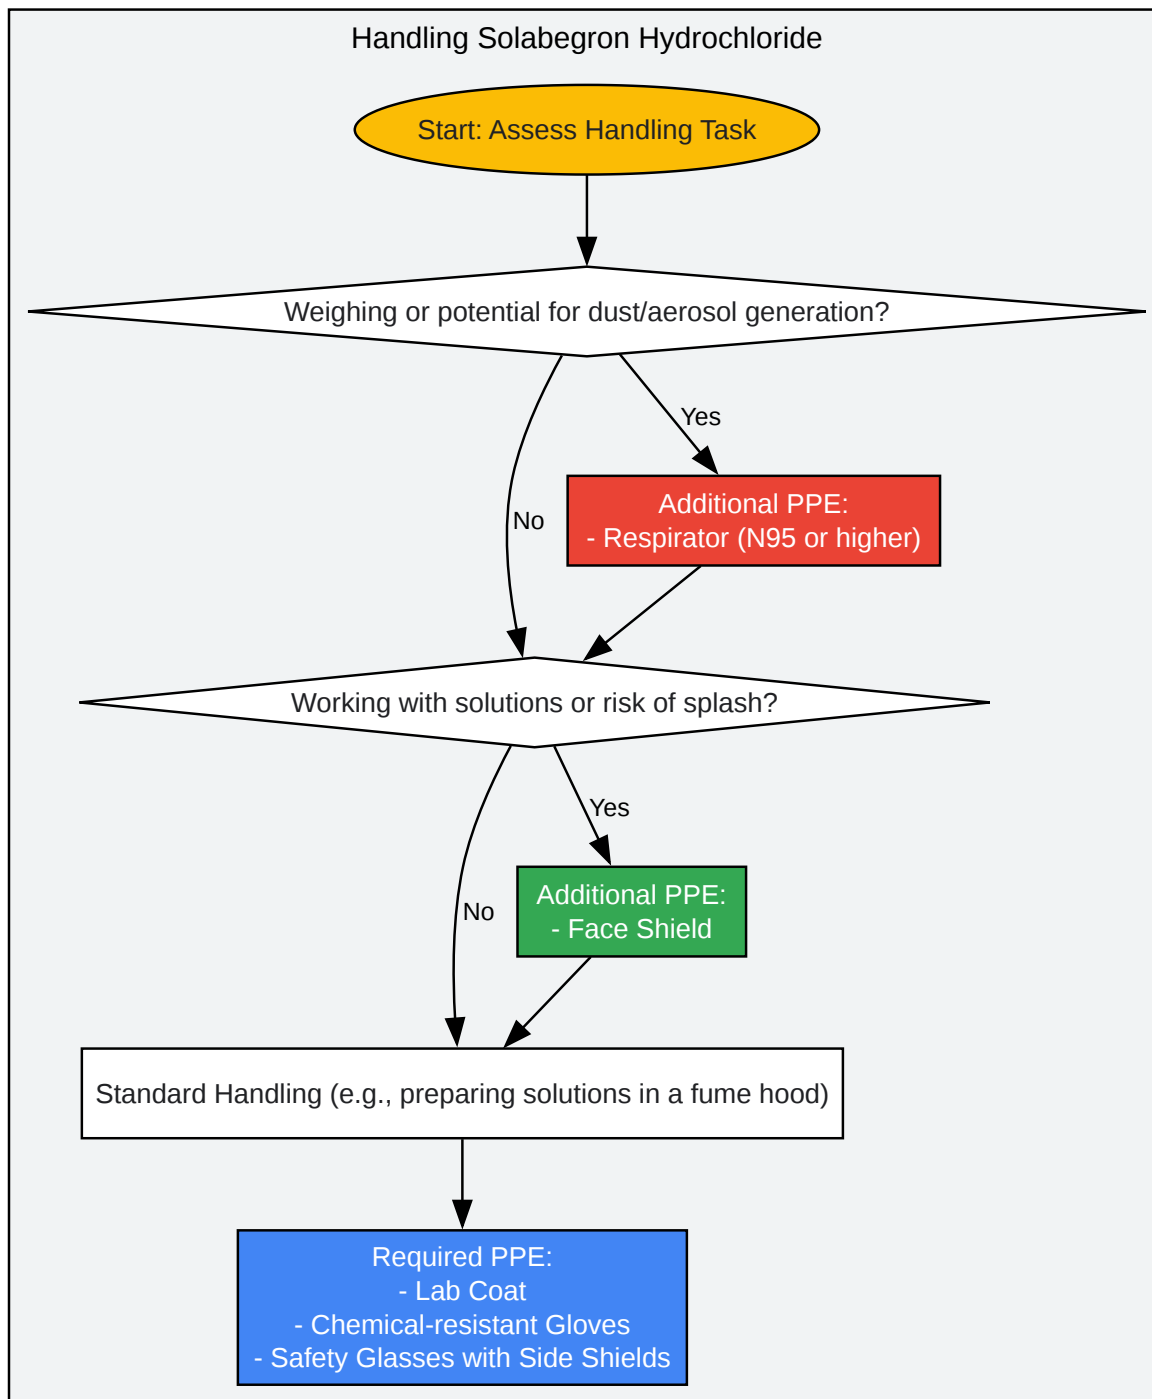 Handling Solabegron Hydrochloride
Start: Assess Handling Task
Weighing or potential for dust/aerosol generation?
Yes
No
Additional PPE:
- Respirator (N95 or higher)
Working with solutions or risk of splash?
Yes
No
Additional PPE:
- Face Shield
Standard Handling (e.g., preparing solutions in a fume hood)
Required PPE:
- Lab Coat
- Chemical-resistant Gloves
- Safety Glasses with Side Shields